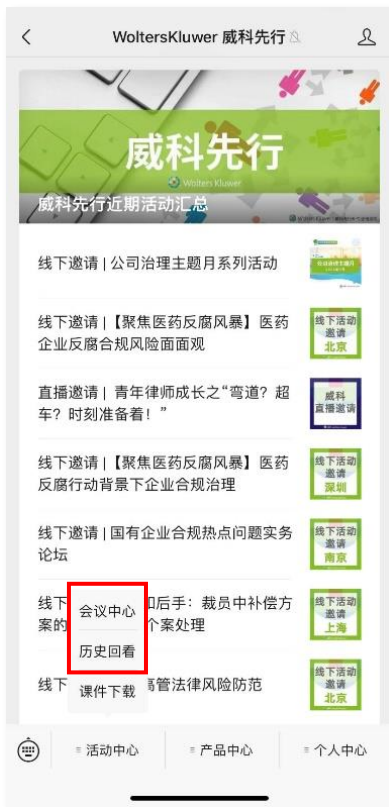 WoltersKluwer 威科先行
威科先行
Wolters Kluwer
威科先行近期活动汇总
线下邀请 | 公司治理主题月系列活动
线下邀请 | 【聚焦医药反腐风暴】医药
企业反腐合规风险面面观
线下活动
邀请
北京
直播邀请 | 青年律师成长之“弯道？超
车？时刻准备着！”
威科
直播邀请
线下邀请 | 【聚焦医药反腐风暴】医药
反腐行动背景下企业合规治理
线下活动
邀请
深圳
线下邀请 | 国有企业合规热点问题实务
论坛
线下活动
邀请
南京
线下
和后手：裁员中补偿方
案的
个案处理
线下活动
邀请
上海
线下
高管法律风险防范
线下活动
邀请
北京
会议中心
历史回看
课件下载
活动中心
产品中心
个人中心